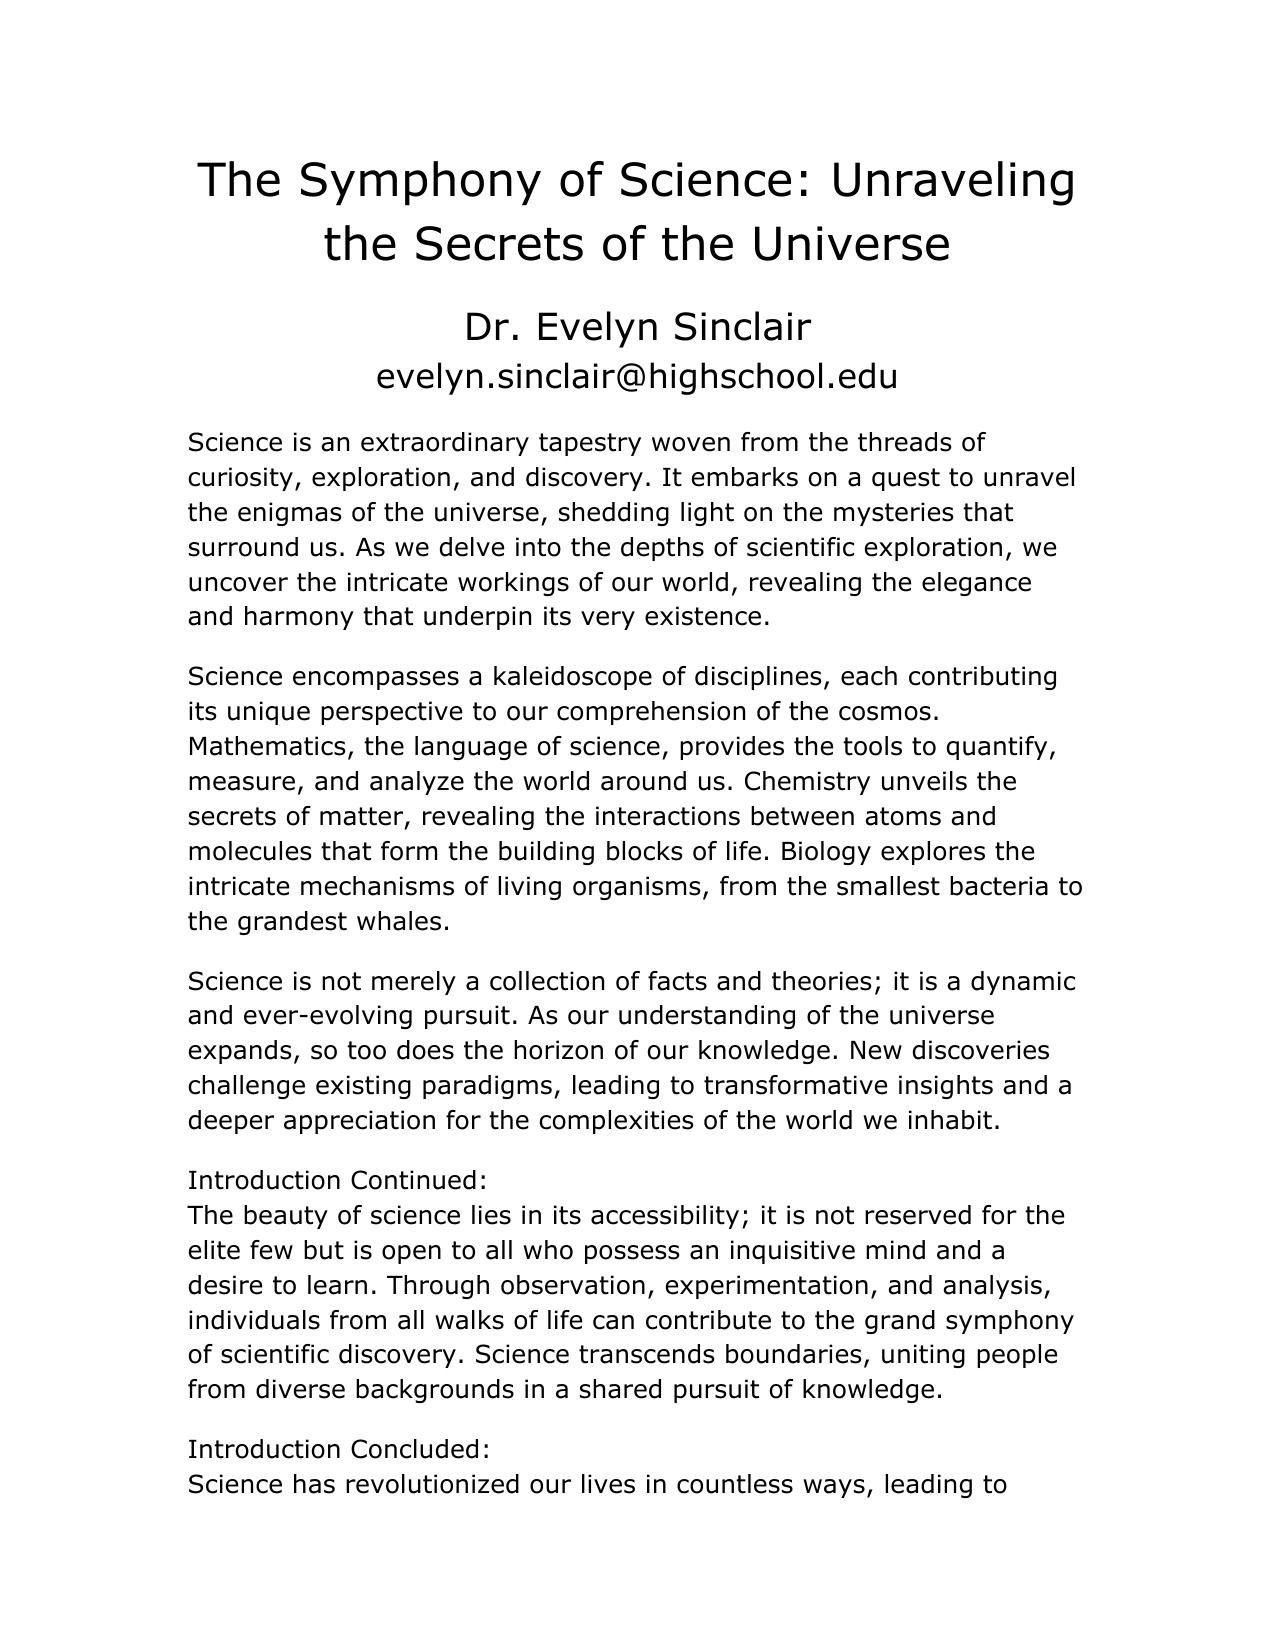 The Symphony of Science: Unraveling
the Secrets of the Universe
Dr. Evelyn Sinclair
evelyn.sinclair@highschool.edu
Science is an extraordinary tapestry woven from the threads of
curiosity, exploration, and discovery. It embarks on a quest to unravel
the enigmas of the universe, shedding light on the mysteries that
surround us. As we delve into the depths of scientific exploration, we
uncover the intricate workings of our world, revealing the elegance
and harmony that underpin its very existence.
Science encompasses a kaleidoscope of disciplines, each contributing
its unique perspective to our comprehension of the cosmos.
Mathematics, the language of science, provides the tools to quantify,
measure, and analyze the world around us. Chemistry unveils the
secrets of matter, revealing the interactions between atoms and
molecules that form the building blocks of life. Biology explores the
intricate mechanisms of living organisms, from the smallest bacteria to
the grandest whales.
Science is not merely a collection of facts and theories; it is a dynamic
and ever-evolving pursuit. As our understanding of the universe
expands, so too does the horizon of our knowledge. New discoveries
challenge existing paradigms, leading to transformative insights and a
deeper appreciation for the complexities of the world we inhabit.
Introduction Continued:
The beauty of science lies in its accessibility; it is not reserved for the
elite few but is open to all who possess an inquisitive mind and a
desire to learn. Through observation, experimentation, and analysis,
individuals from all walks of life can contribute to the grand symphony
of scientific discovery. Science transcends boundaries, uniting people
from diverse backgrounds in a shared pursuit of knowledge.
Introduction Concluded:
Science has revolutionized our lives in countless ways, leading to